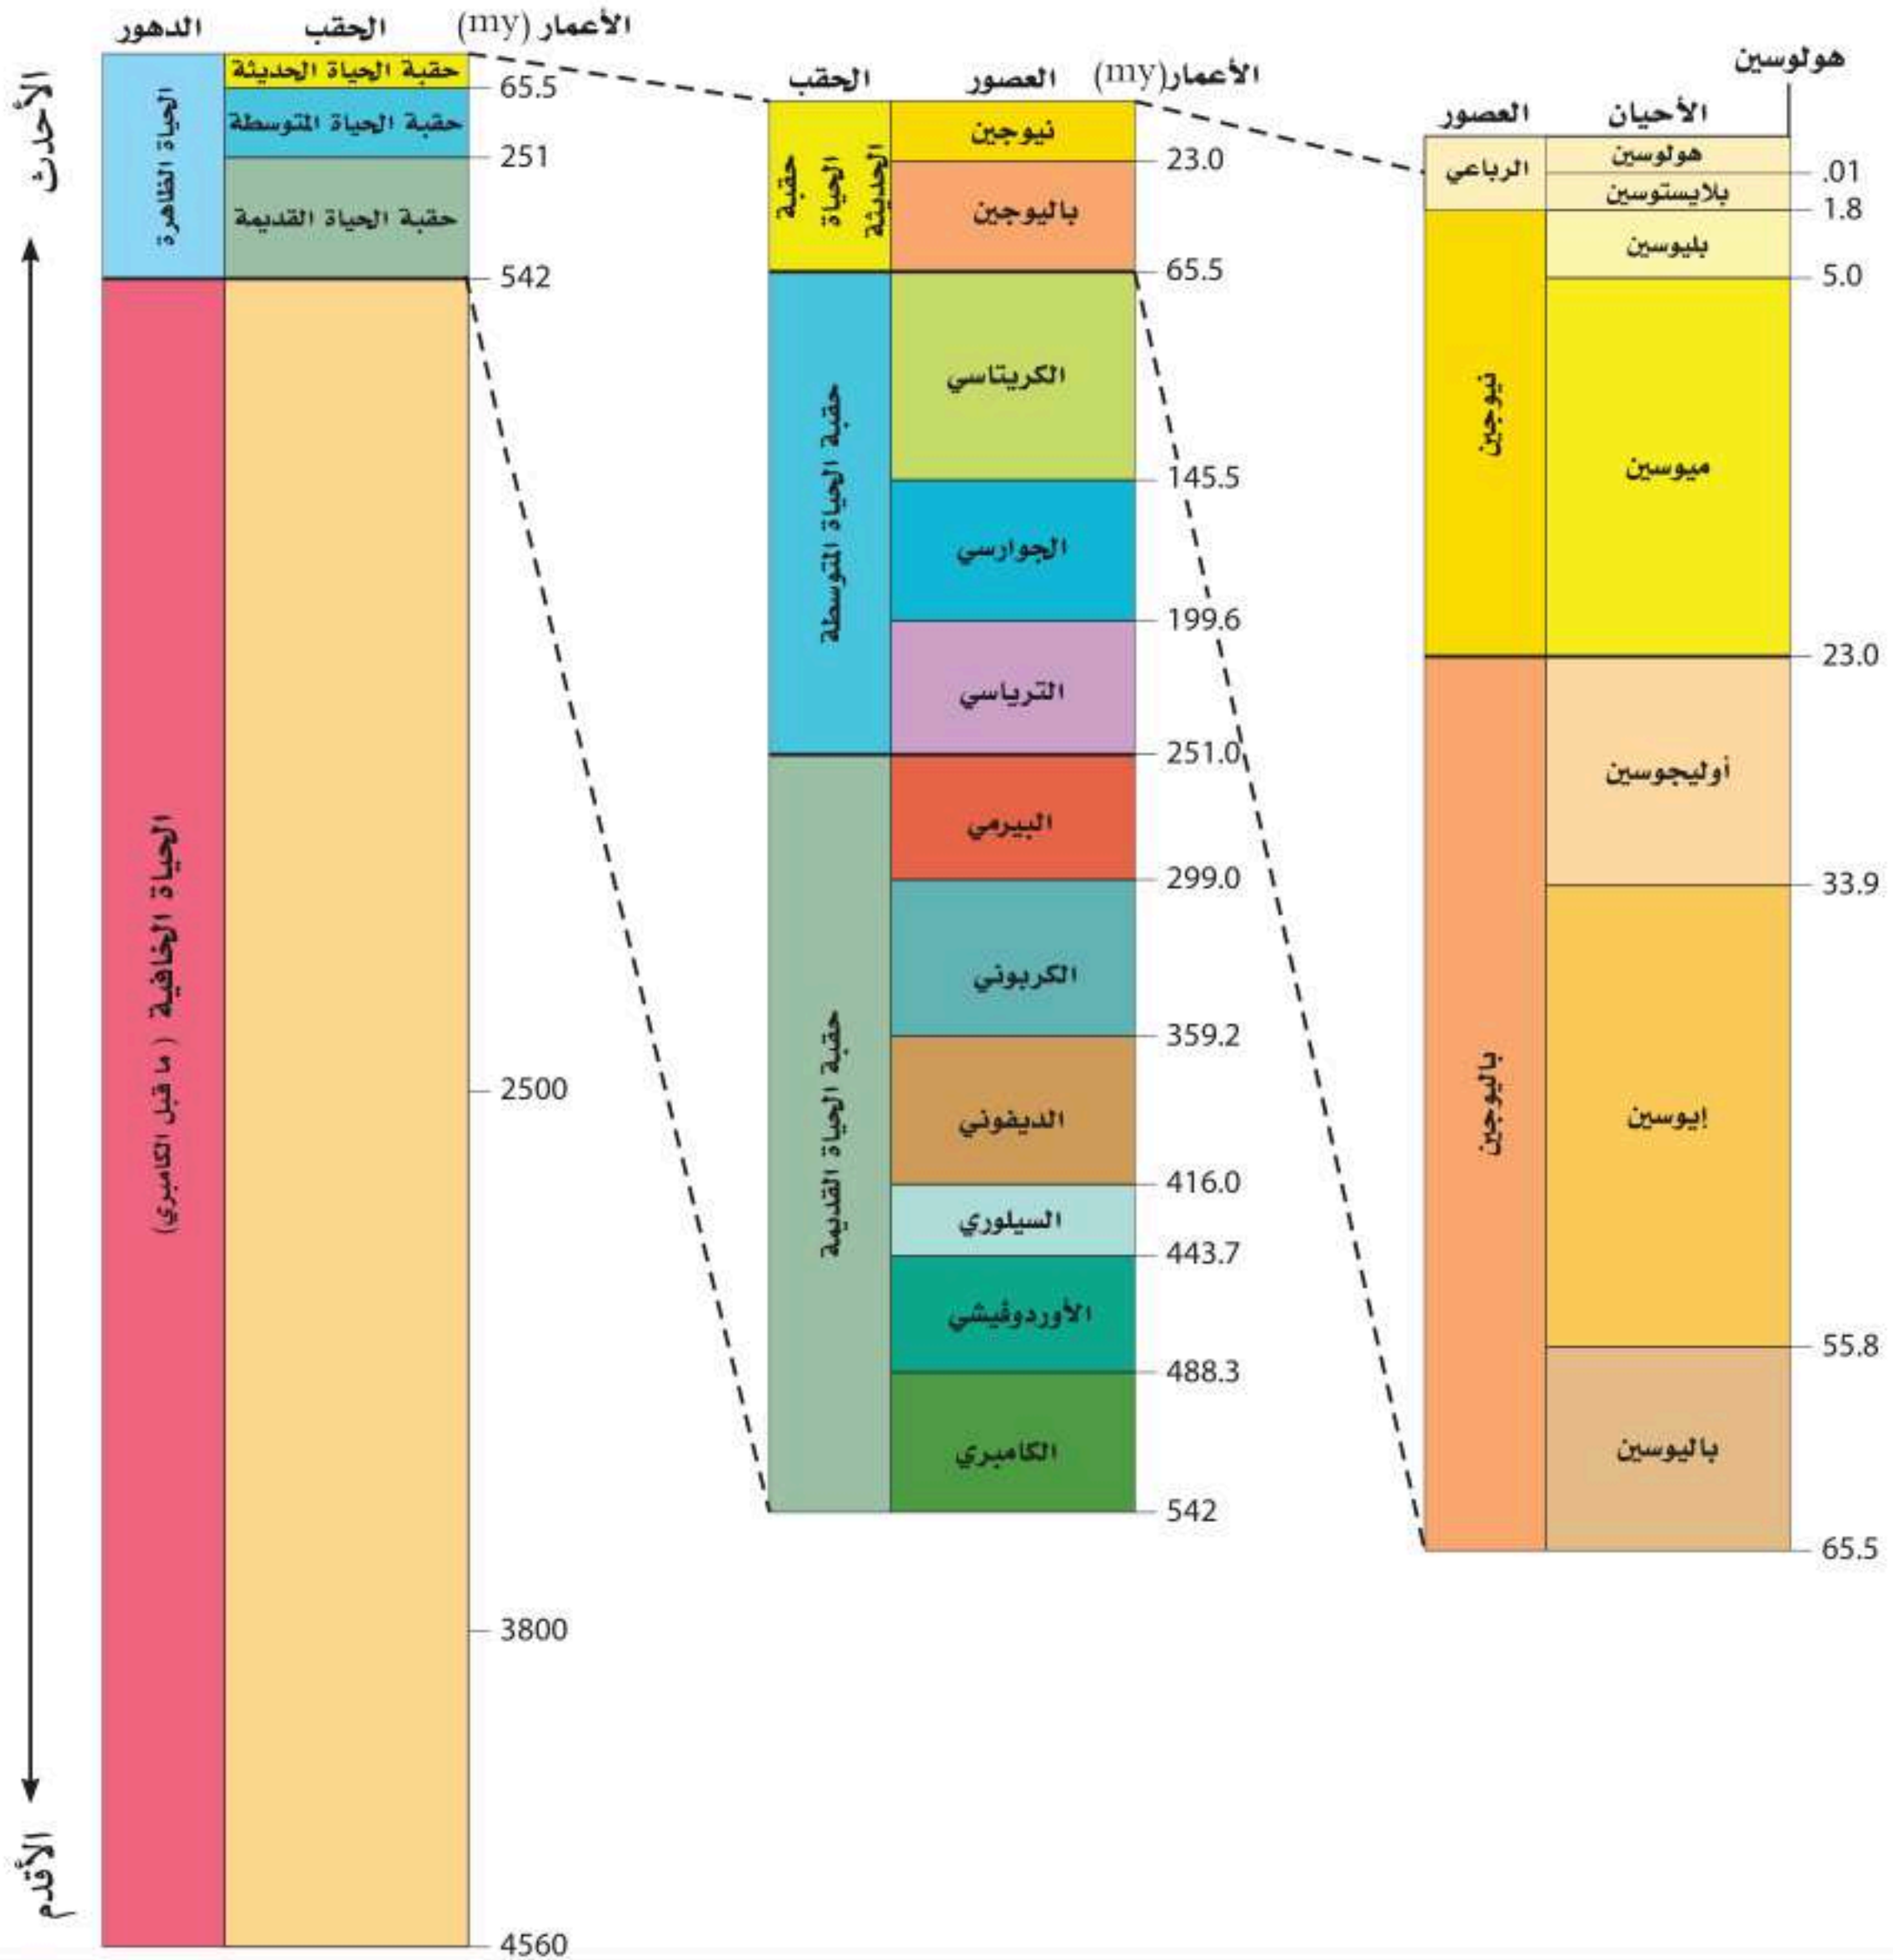 الدهور
الحقب
الأعمار (my)
الأحدث
الأقدم
الحياة الظاهرة
حقبة الحياة الحديثة
65.5
حقبة الحياة المتوسطة
251
حقبة الحياة القديمة
542
الحياة الخافية ( ما قبل الكامبري)
2500
3800
4560
الحقب
العصور
الأعمار(my)
حقبة
الحياة
الحديثة
نيوجين
23.0
باليوجين
65.5
حقبة الحياة المتوسطة
الكريتاسي
145.5
الجوارسي
199.6
الترياسي
251.0
حقبة الحياة القديمة
البيرمي
299.0
الكربوني
359.2
الديفوني
416.0
السيلوري
443.7
الأوردوڤيشي
488.3
الكامبري
542
هولوسين
العصور
الأحيان
الرباعي
هولوسين
.01
بلايستوسين
1.8
نيوجين
بليوسين
5.0
ميوسين
23.0
باليوجين
أوليجوسين
33.9
إيوسين
55.8
باليوسين
65.5